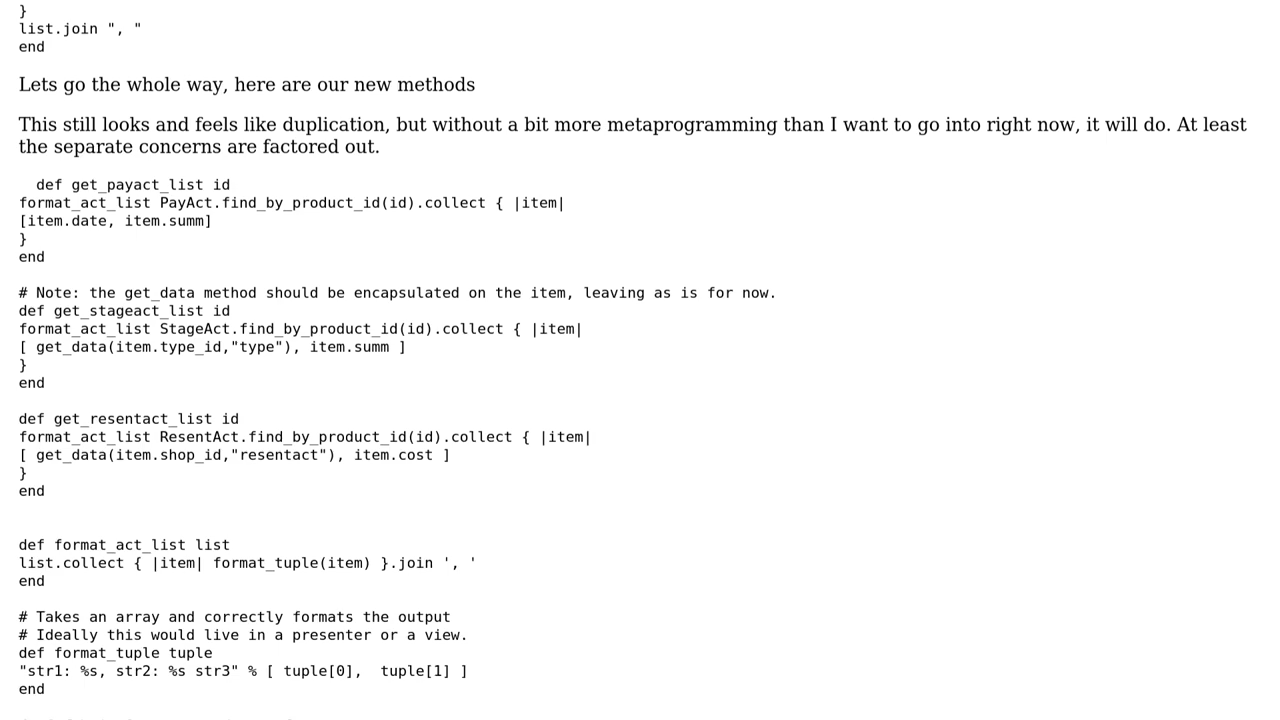 }
list.join ", "
end
Lets go the whole way, here are our new methods
This still looks and feels like duplication, but without a bit more metaprogramming than I want to go into right now, it will do. At least
the separate concerns are factored out.
def get_payact_list id
format_act_list PayAct.find_by_product_id(id).collect { |item|
[item.date, item.summ]
}
end
# Note: the get_data method should be encapsulated on the item, leaving as is for now.
def get_stageact_list id
format_act_list StageAct.find_by_product_id(id).collect { |item|
[ get_data(item.type_id,"type"), item.summ ]
}
end
def get_resentact_list id
format_act_list ResentAct.find_by_product_id(id).collect { |item|
[ get_data(item.shop_id,"resentact"), item.cost ]
}
end
def format_act_list list
list.collect { |item| format_tuple(item) }.join ', '
end
# Takes an array and correctly formats the output
# Ideally this would live in a presenter or a view.
def format_tuple tuple
"str1: %s, str2: %s str3" % [ tuple[0],  tuple[1] ]
end